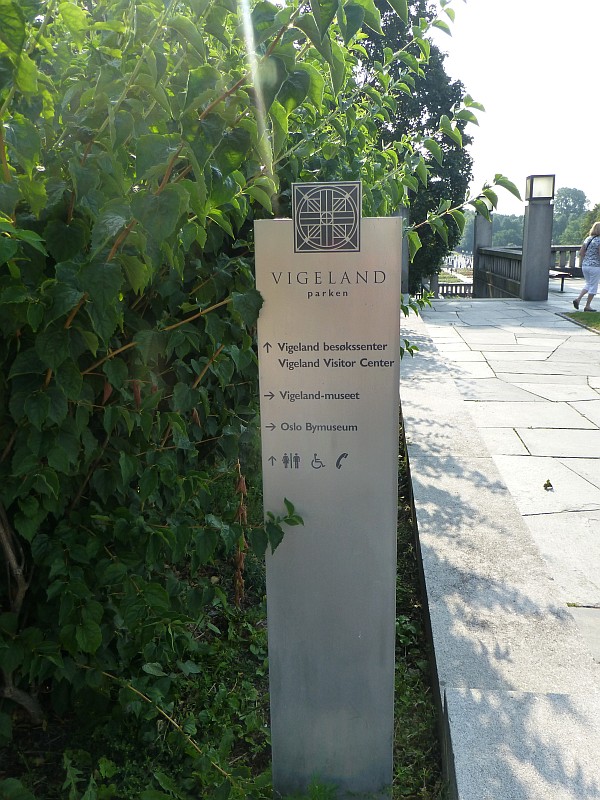 VIGELAND
parken
↑ Vigeland besøkssenter
Vigeland Visitor Center
→ Vigeland-museet
→ Oslo Bymuseum
↑